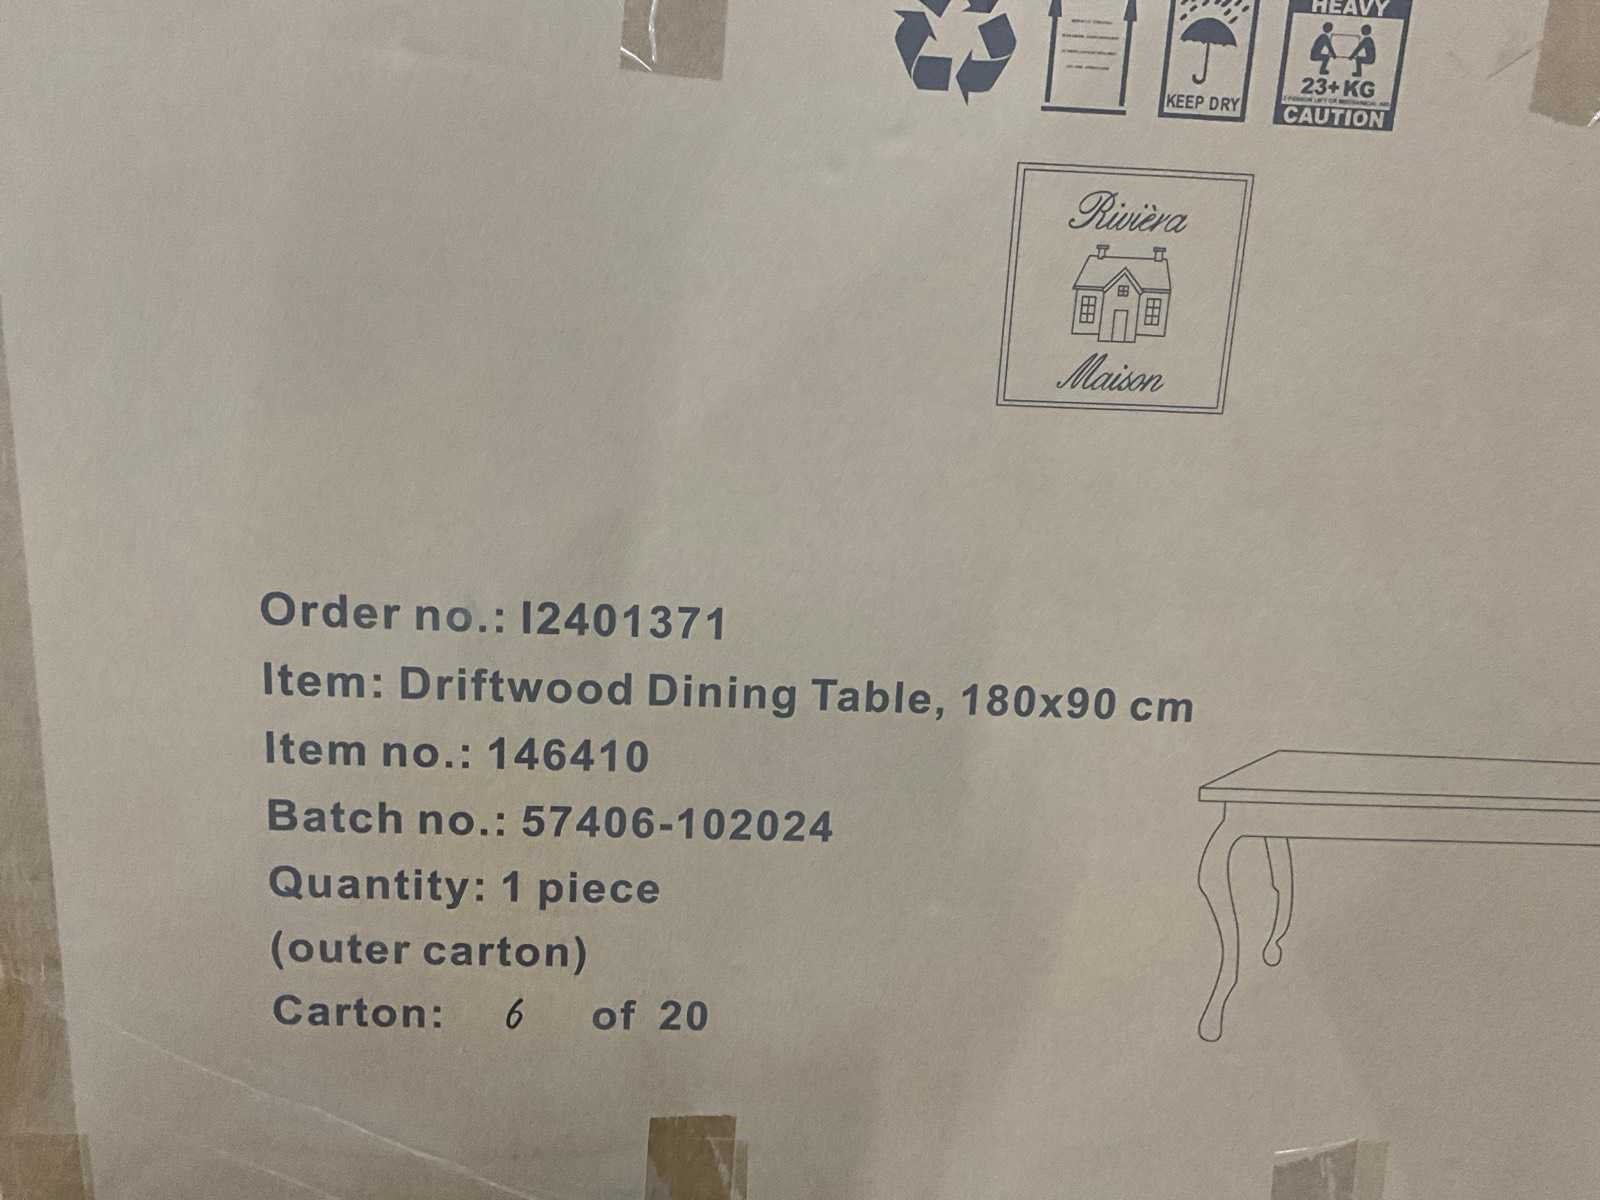 HEAVY
23+ KG
CAUTION
KEEP DRY
Rivièra
Maison
Order no.: I2401371
Item: Driftwood Dining Table, 180x90 cm
Item no.: 146410
Batch no.: 57406-102024
Quantity: 1 piece
(outer carton)
Carton: 6 of 20